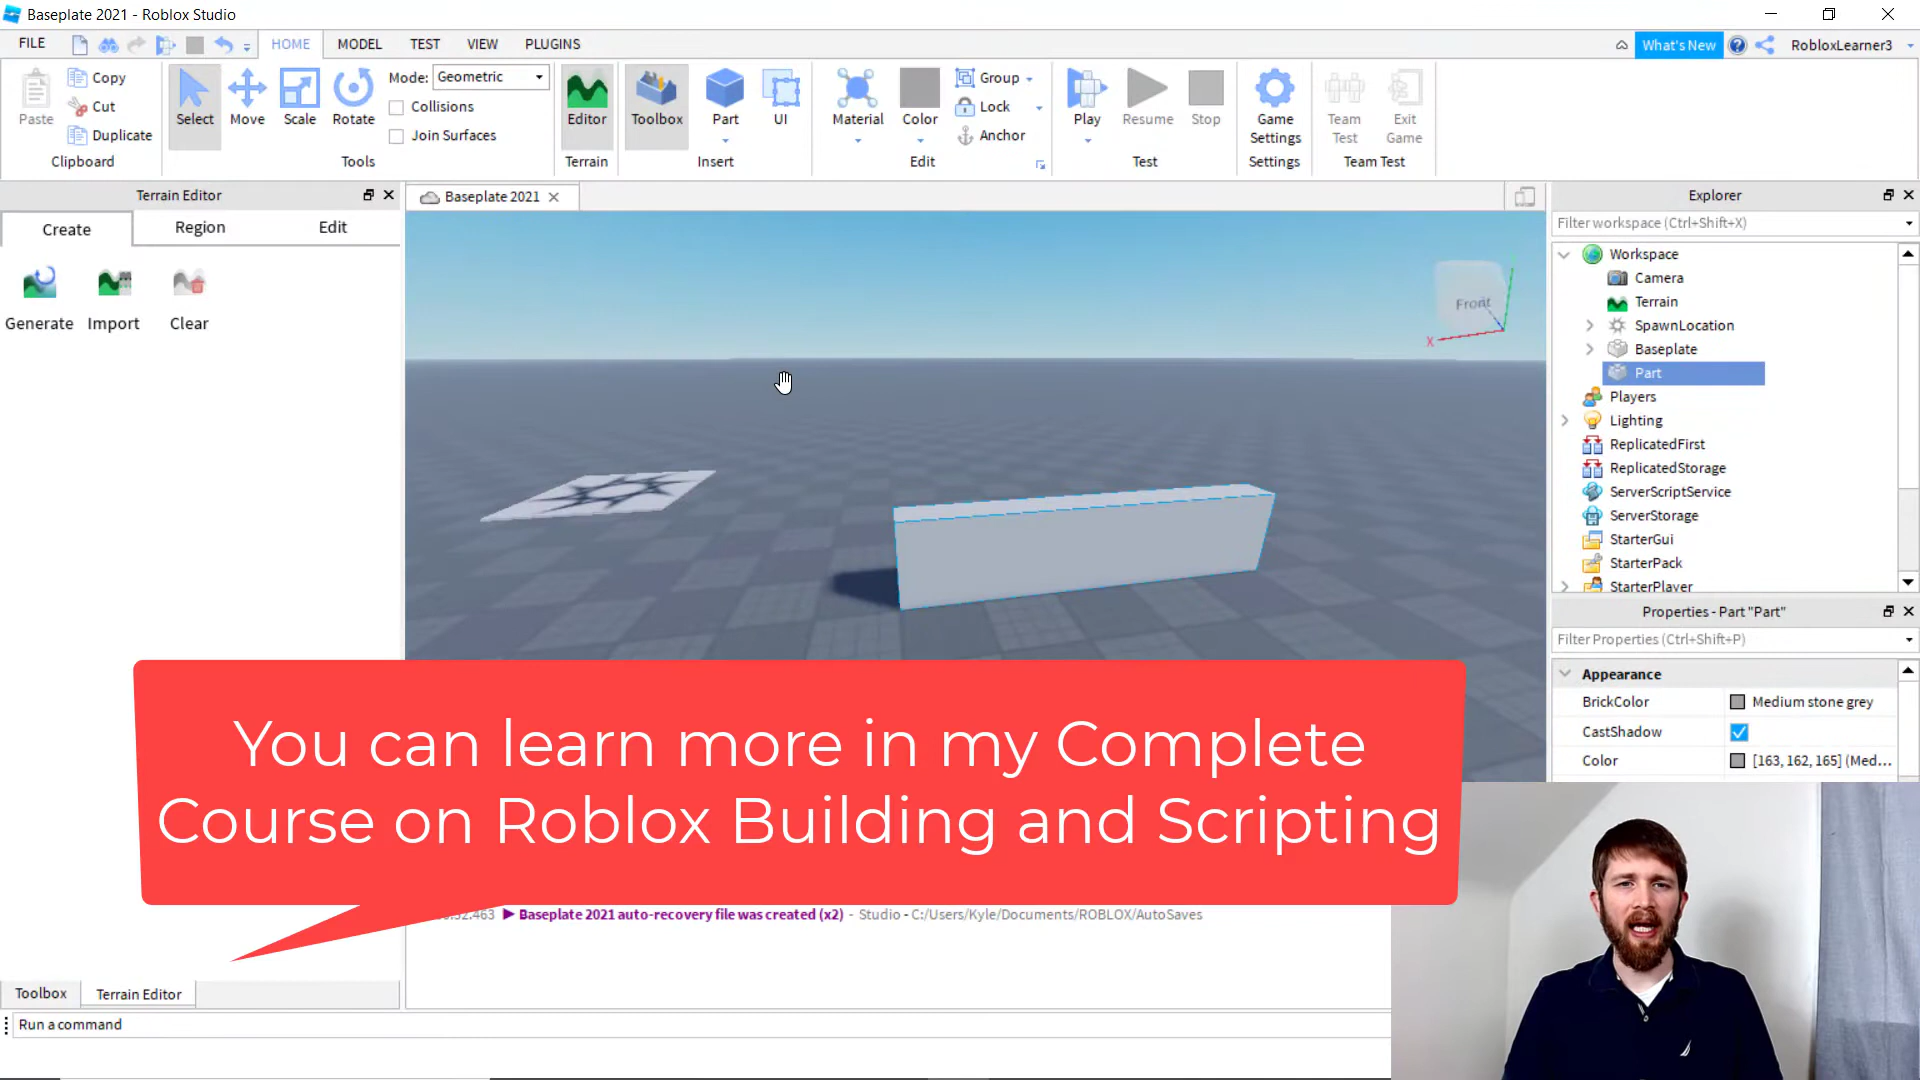 Baseplate 2021 - Roblox Studio
FILE HOME MODEL TEST VIEW PLUGINS What's New RobloxLearner3
Paste
Copy
Cut
Duplicate
Clipboard
Select
Move
Scale
Rotate
Mode: Geometric
Collisions
Join Surfaces
Tools
Editor
Terrain
Toolbox
Part
UI
Insert
Material
Color
Group
Lock
Anchor
Edit
Play
Resume
Stop
Test
Game
Settings
Settings
Team
Test
Exit
Game
Team Test
Terrain Editor
Create
Region
Edit
Generate
Import
Clear
Baseplate 2021
Front
X
Explorer
Filter workspace (Ctrl+Shift+X)
Workspace
Camera
Terrain
SpawnLocation
Baseplate
Part
Players
Lighting
ReplicatedFirst
ReplicatedStorage
ServerScriptService
ServerStorage
StarterGui
StarterPack
StarterPlayer
Properties - Part "Part"
Filter Properties (Ctrl+Shift+P)
Appearance
BrickColor Medium stone grey
CastShadow
Color [163, 162, 165] (Med...
You can learn more in my Complete
Course on Roblox Building and Scripting
Baseplate 2021 auto-recovery file was created (x2) - Studio - C:/Users/Kyle/Documents/ROBLOX/AutoSaves
Toolbox
Terrain Editor
Run a command